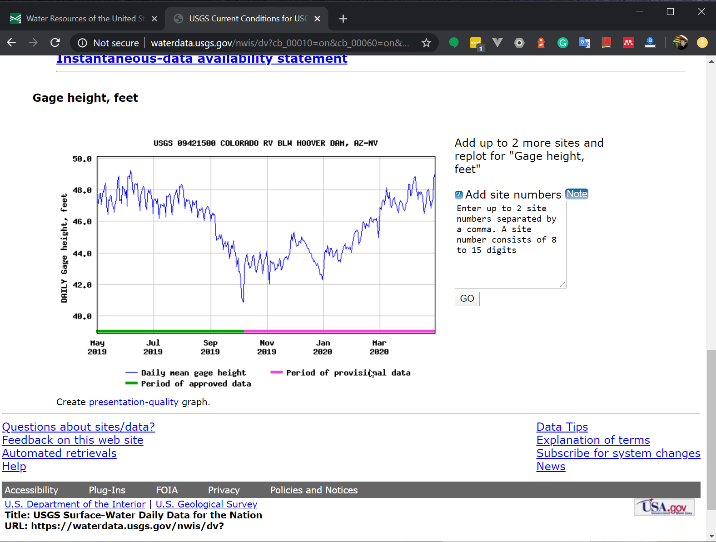 Water Resources of the United St
USGS Current Conditions for USG
Not secure | waterdata.usgs.gov/nwis/dv?cb_00010=on&cb_00060=on&...
1
Instantaneous-data availability statement
Gage height, feet
USGS 09421500 COLORADO RV BLW HOOVER DAM, AZ-NV
DAILY Gage height, feet
50.0
48.0
46.0
44.0
42.0
40.0
May 2019
Jul 2019
Sep 2019
Nov 2019
Jan 2020
Mar 2020
Daily mean gage height
Period of provisional data
Period of approved data
Create presentation-quality graph.
Add up to 2 more sites and
replot for "Gage height,
feet"
Add site numbers Note
Enter up to 2 site
numbers separated by
a comma. A site
number consists of 8
to 15 digits
GO
Questions about sites/data?
Feedback on this web site
Automated retrievals
Help
Data Tips
Explanation of terms
Subscribe for system changes
News
Accessibility Plug-Ins FOIA Privacy Policies and Notices
U.S. Department of the Interior | U.S. Geological Survey
Title: USGS Surface-Water Daily Data for the Nation
URL: https://waterdata.usgs.gov/nwis/dv?
USA.gov